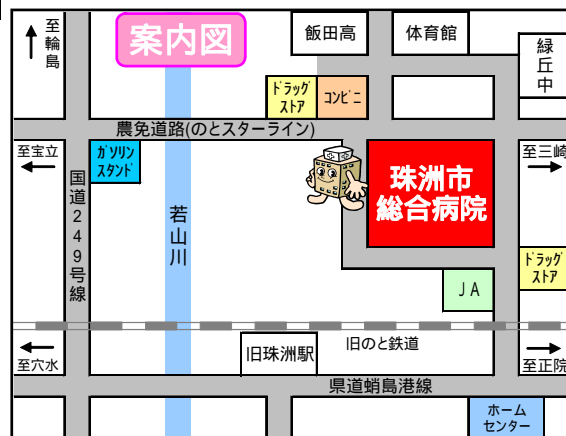 至輪島
案内図
飯田高
体育館
緑丘中
ﾄﾞﾗｯｸﾞ
ｽﾄｱ
ｺﾝﾋﾞﾆ
農免道路(のとスターライン)
至宝立
ｶﾞｿﾘﾝ
ｽﾀﾝﾄﾞ
国道249号線
若山川
珠洲市
総合病院
至三崎
ﾄﾞﾗｯｸﾞ
ｽﾄｱ
ＪＡ
旧珠洲駅
旧のと鉄道
至穴水
至正院
県道蛸島港線
ホーム
センター